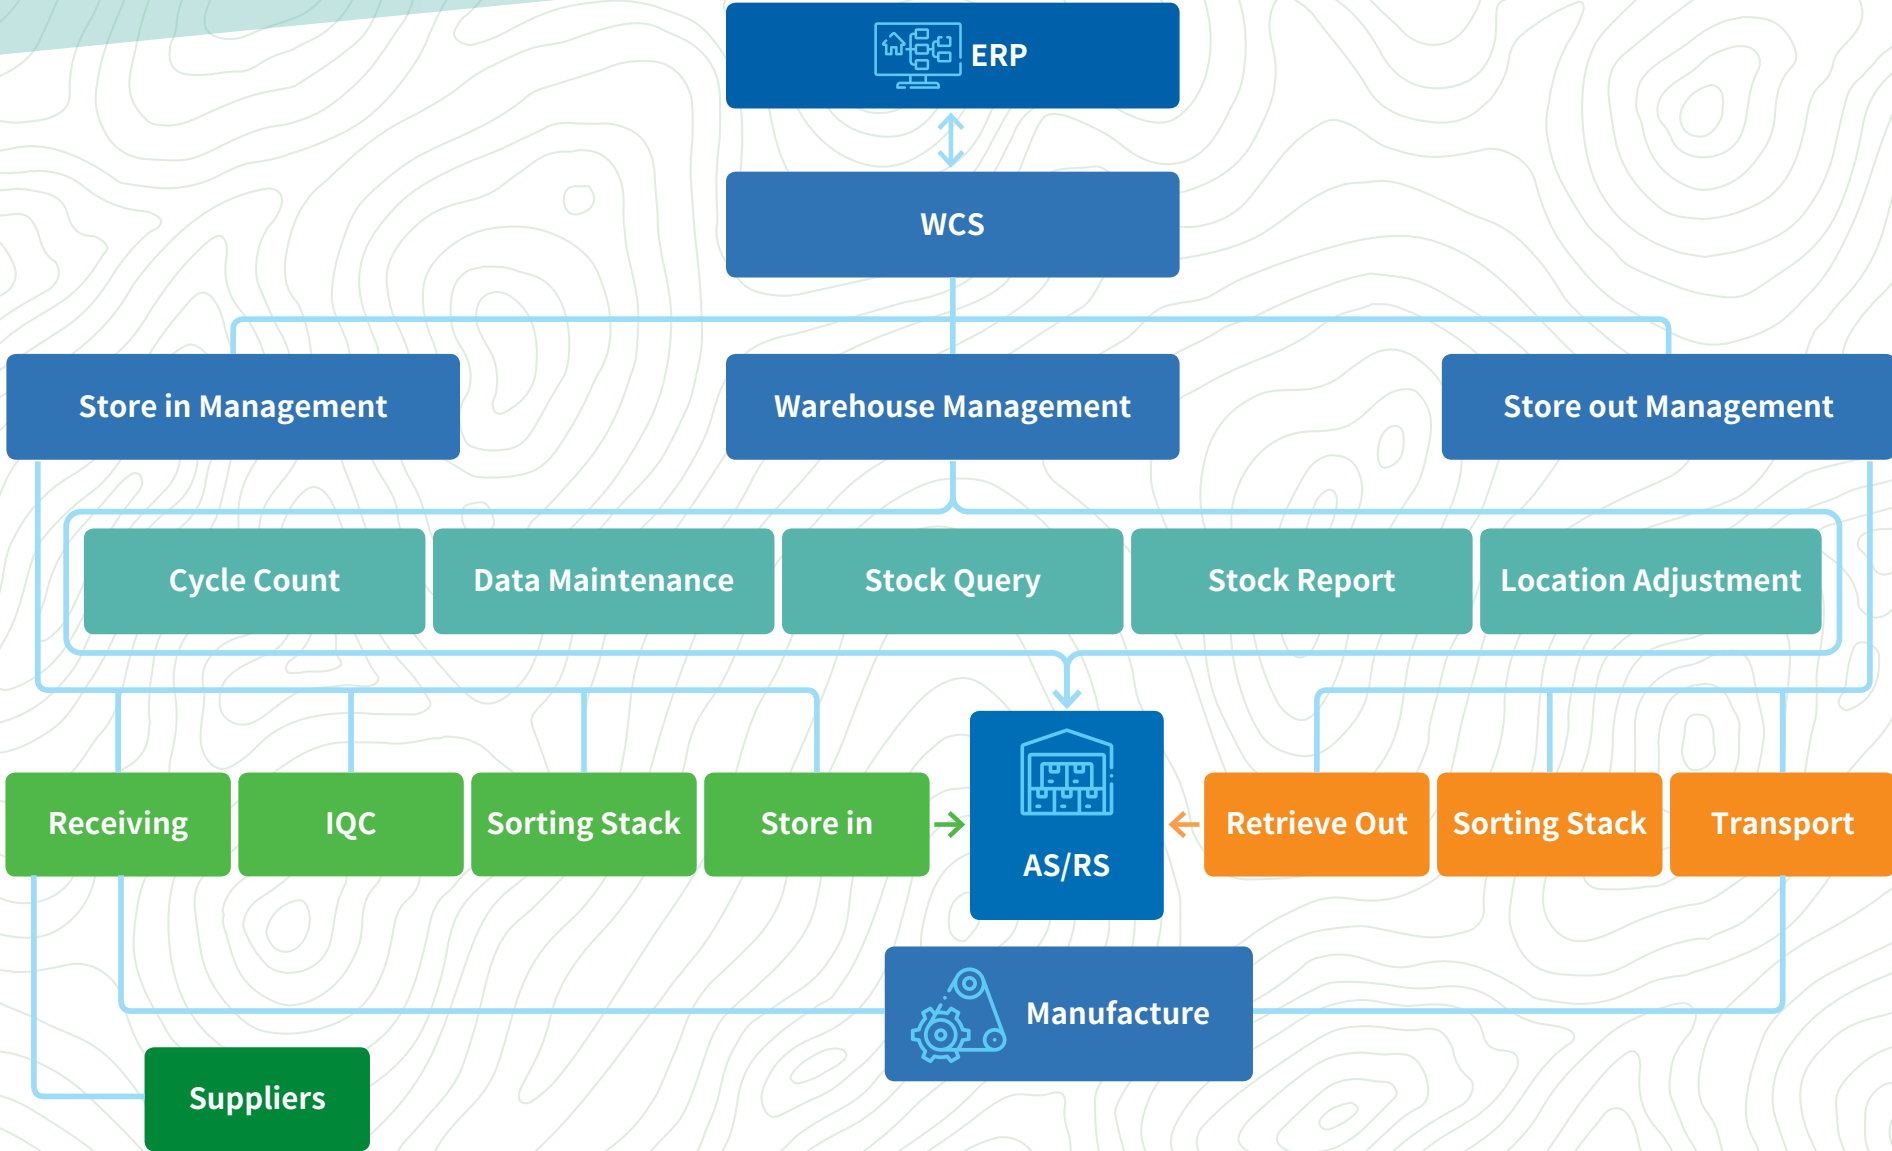 ERP
WCS
Store in Management
Warehouse Management
Store out Management
Cycle Count
Data Maintenance
Stock Query
Stock Report
Location Adjustment
Receiving
IQC
Sorting Stack
Store in
AS/RS
Retrieve Out
Sorting Stack
Transport
Manufacture
Suppliers